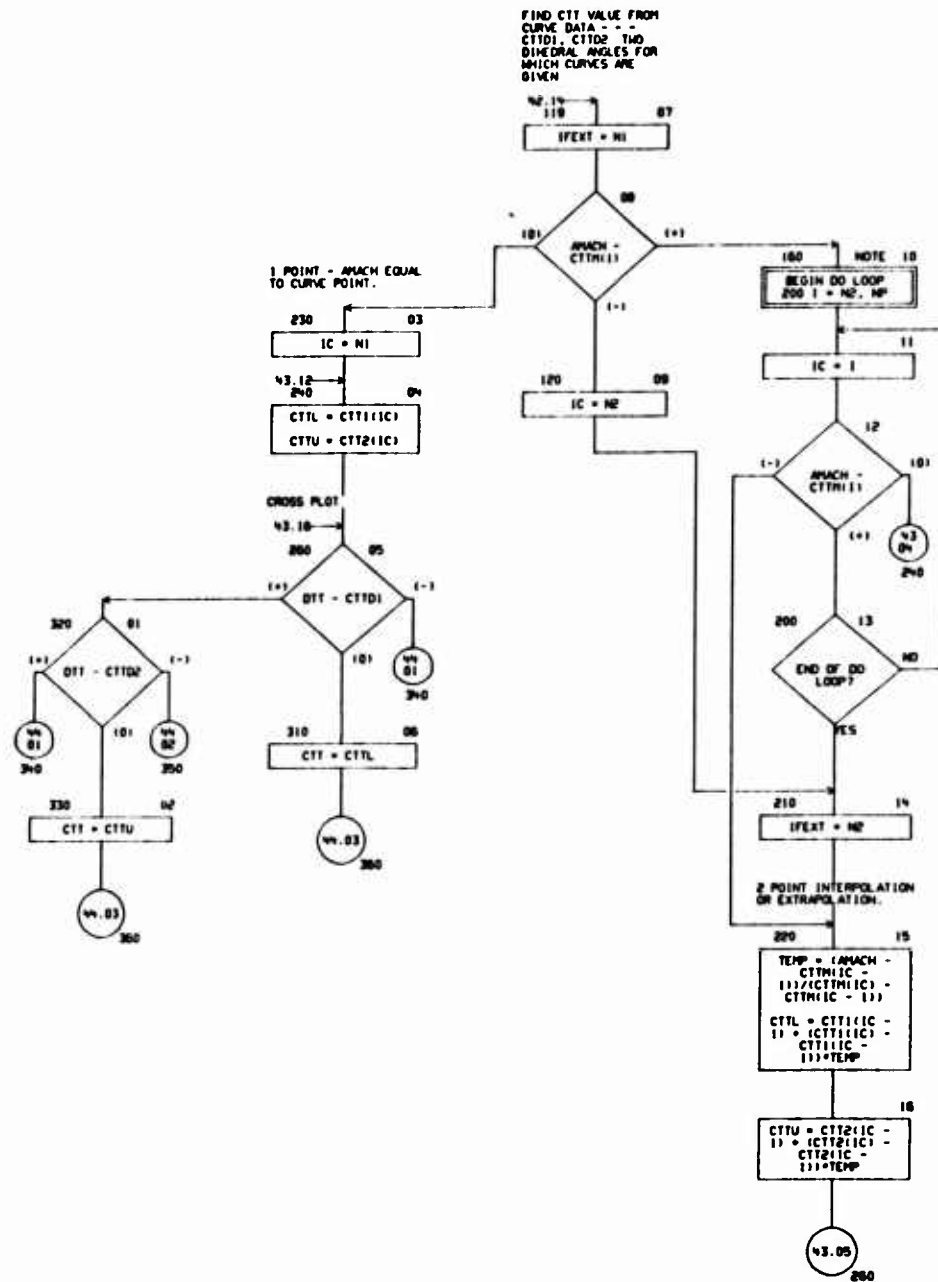 FIND CTT VALUE FROM
CURVE DATA - - -
CTTD1, CTTD2 TWO
DIHEDRAL ANGLES FOR
WHICH CURVES ARE
GIVEN
42.14
119 07
IFEXT = N1
08
(0) AMACH - (+)
CTTM(1)
(-)
160 NOTE 10
BEGIN DO LOOP
200 I = N2, NP
1 POINT - AMACH EQUAL
TO CURVE POINT.
230 03
IC = N1
11
IC = I
43.12
240 04
CTTL = CTT1(IC)
CTTU = CTT2(IC)
120 09
IC = N2
12
(-) (0)
AMACH -
CTTM(I)
(+)
43
04
240
CROSS PLOT
43.16
260 05
(+) DTT - CTTD1 (-)
(0)
44
01
340
320 01
(+) (-)
DTT - CTTD2
(0)
44
01
340
44
02
350
200 13
END OF DO
LOOP?
NO
YES
310 06
CTT = CTTL
330 02
CTT = CTTU
44.03
360
44.03
360
210 14
IFEXT = N2
2 POINT INTERPOLATION
OR EXTRAPOLATION.
220 15
TEMP = (AMACH -
CTTM(IC -
1))/(CTTM(IC) -
CTTM(IC - 1))
CTTL = CTT1(IC -
1) + (CTT1(IC) -
CTT1(IC -
1))*TEMP
16
CTTU = CTT2(IC -
1) + (CTT2(IC) -
CTT2(IC -
1))*TEMP
43.05
260